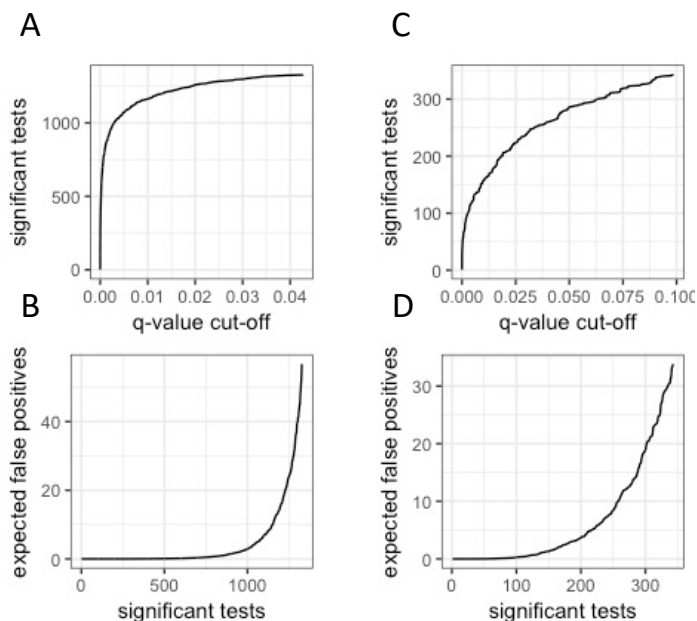 A
significant tests
1000
500
0
0.00 0.01 0.02 0.03 0.04
q-value cut-off
C
significant tests
300
200
100
0
0.000 0.025 0.050 0.075 0.100
q-value cut-off
B
expected false positives
40
20
0
0 500 1000
significant tests
D
expected false positives
30
20
10
0
0 100 200 300
significant tests